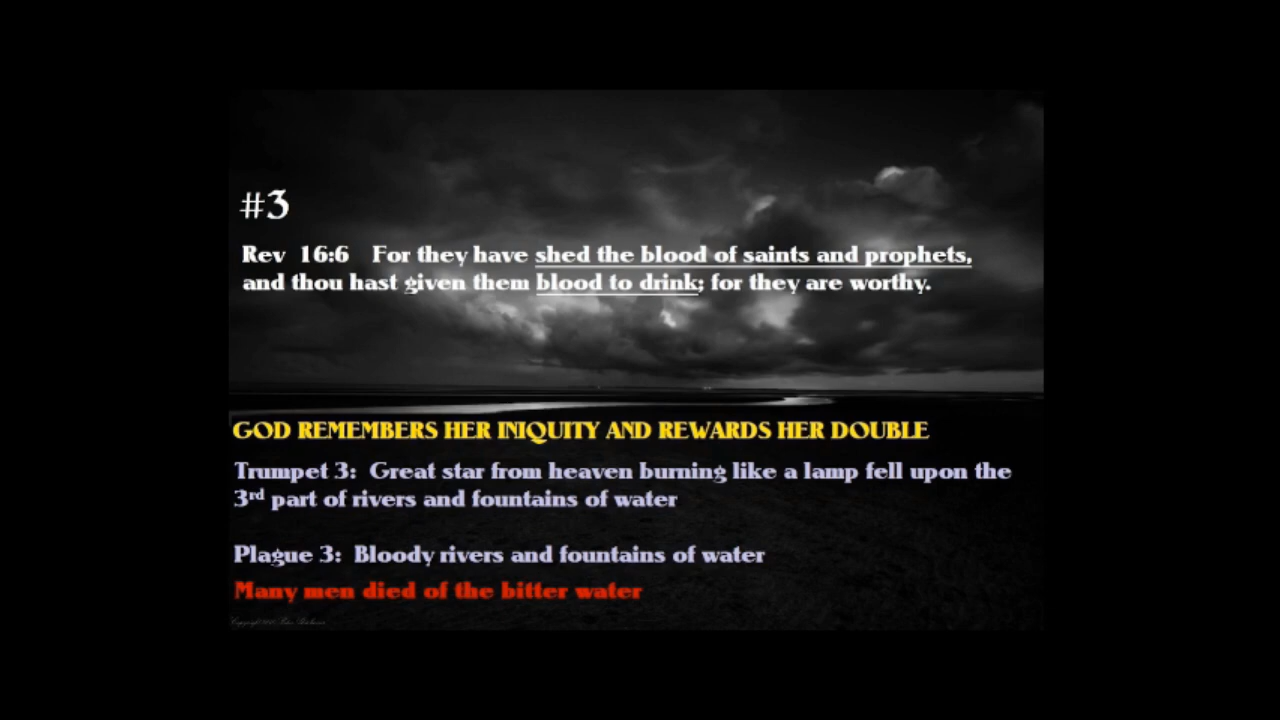 #3
Rev 16:6 For they have shed the blood of saints and prophets,
and thou hast given them blood to drink; for they are worthy.
GOD REMEMBERS HER INIQUITY AND REWARDS HER DOUBLE
Trumpet 3: Great star from heaven burning like a lamp fell upon the
3rd part of rivers and fountains of water
Plague 3: Bloody rivers and fountains of water
Many men died of the bitter water